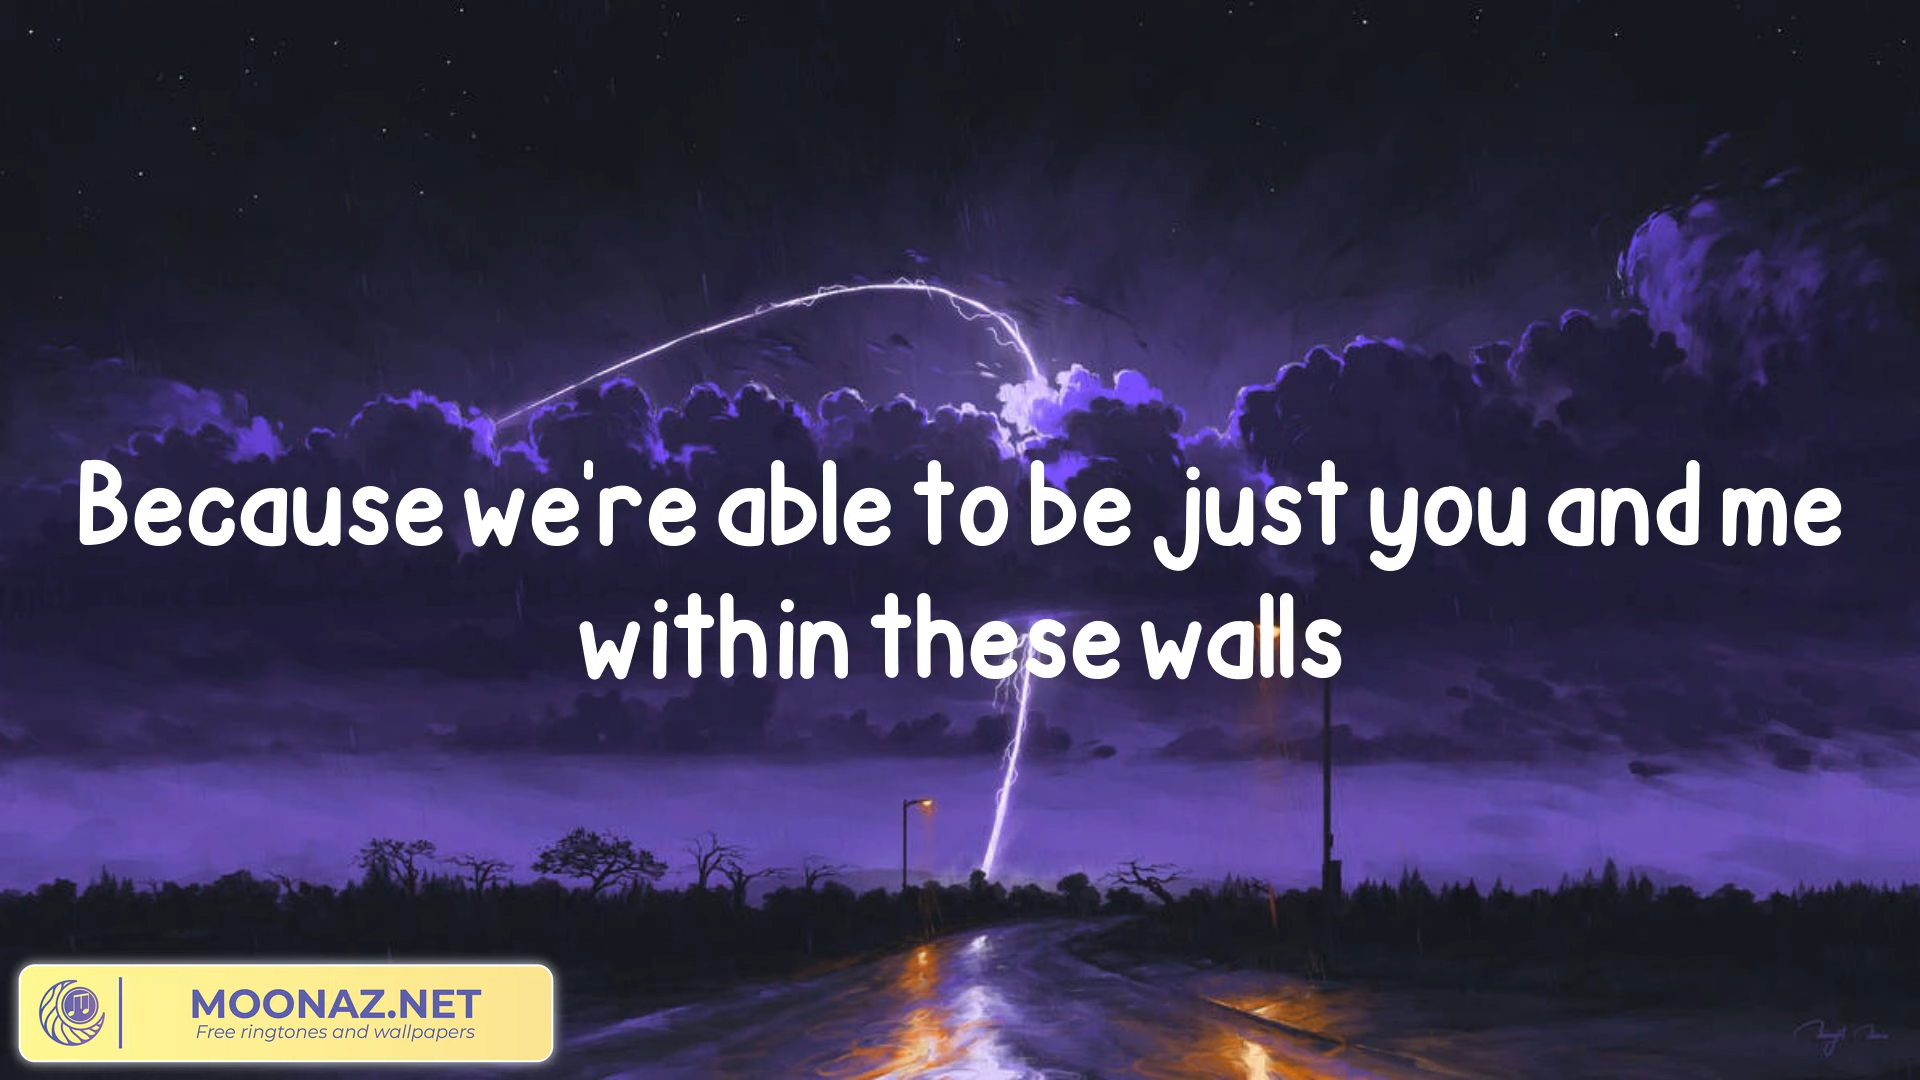 Because we're able to be just you and me
within these walls
MOONAZ.NET
Free ringtones and wallpapers